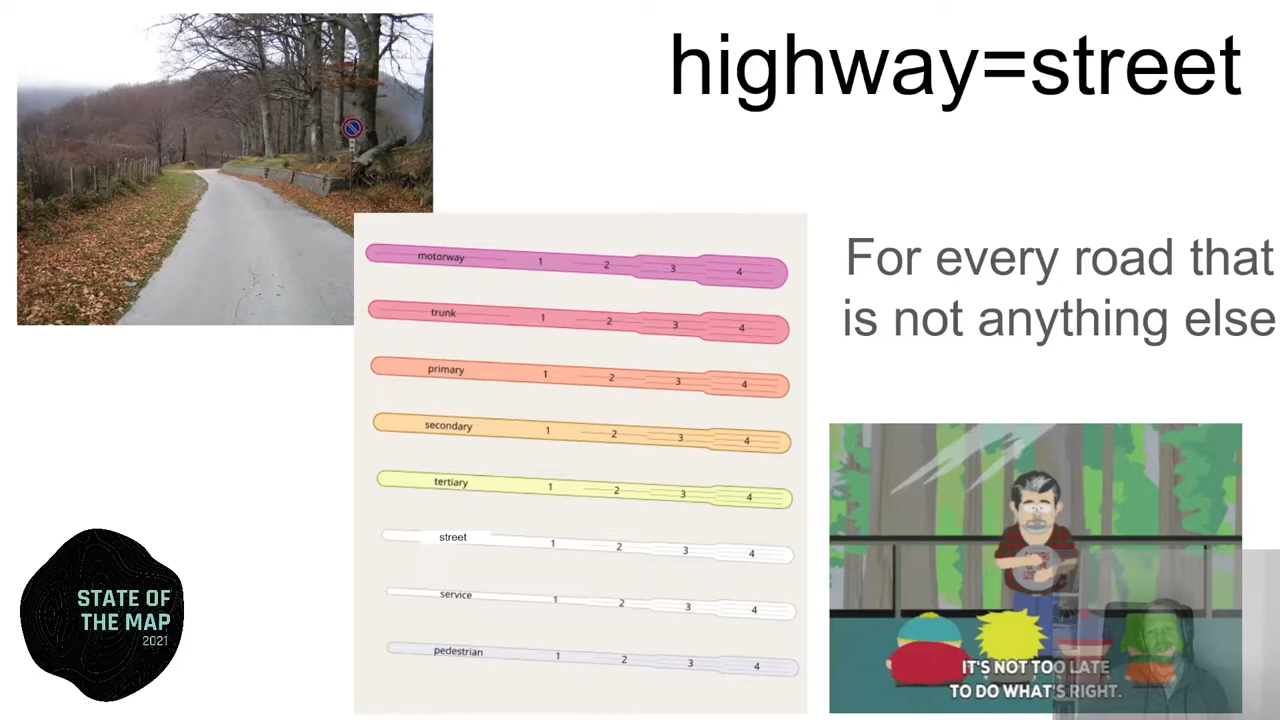 highway=street
For every road that
is not anything else
motorway 1 2 3 4
trunk 1 2 3 4
primary 1 2 3 4
secondary 1 2 3 4
tertiary 1 2 3 4
street 1 2 3 4
service 1 2 3 4
pedestrian 1 2 3 4
STATE OF
THE MAP
2021
IT'S NOT TOO LATE
TO DO WHAT'S RIGHT.